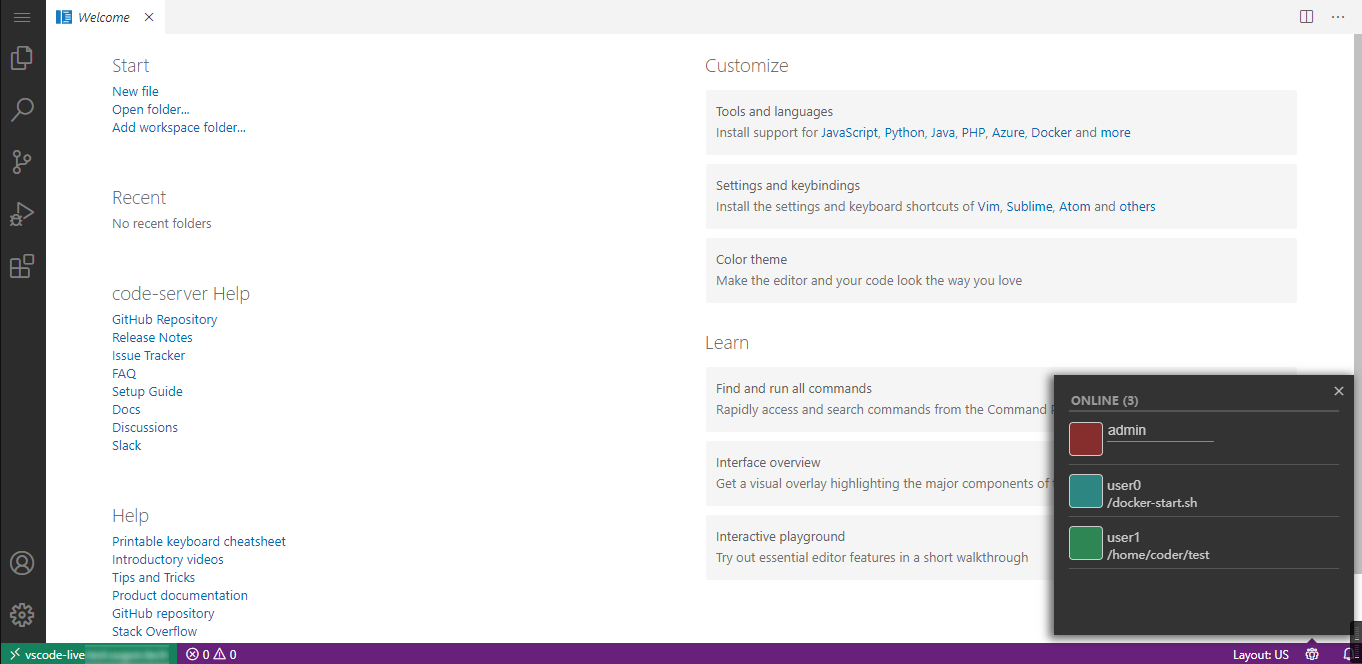 Welcome
Start
New file
Open folder...
Add workspace folder...
Recent
No recent folders
code-server Help
GitHub Repository
Release Notes
Issue Tracker
FAQ
Setup Guide
Docs
Discussions
Slack
Help
Printable keyboard cheatsheet
Introductory videos
Tips and Tricks
Product documentation
GitHub repository
Stack Overflow
Customize
Tools and languages
Install support for JavaScript, Python, Java, PHP, Azure, Docker and more
Settings and keybindings
Install the settings and keyboard shortcuts of Vim, Sublime, Atom and others
Color theme
Make the editor and your code look the way you love
Learn
Find and run all commands
Rapidly access and search commands from the Command
Interface overview
Get a visual overlay highlighting the major components of
Interactive playground
Try out essential editor features in a short walkthrough
ONLINE (3)
admin
user0
/docker-start.sh
user1
/home/coder/test
vscode-live
0 0
Layout: US